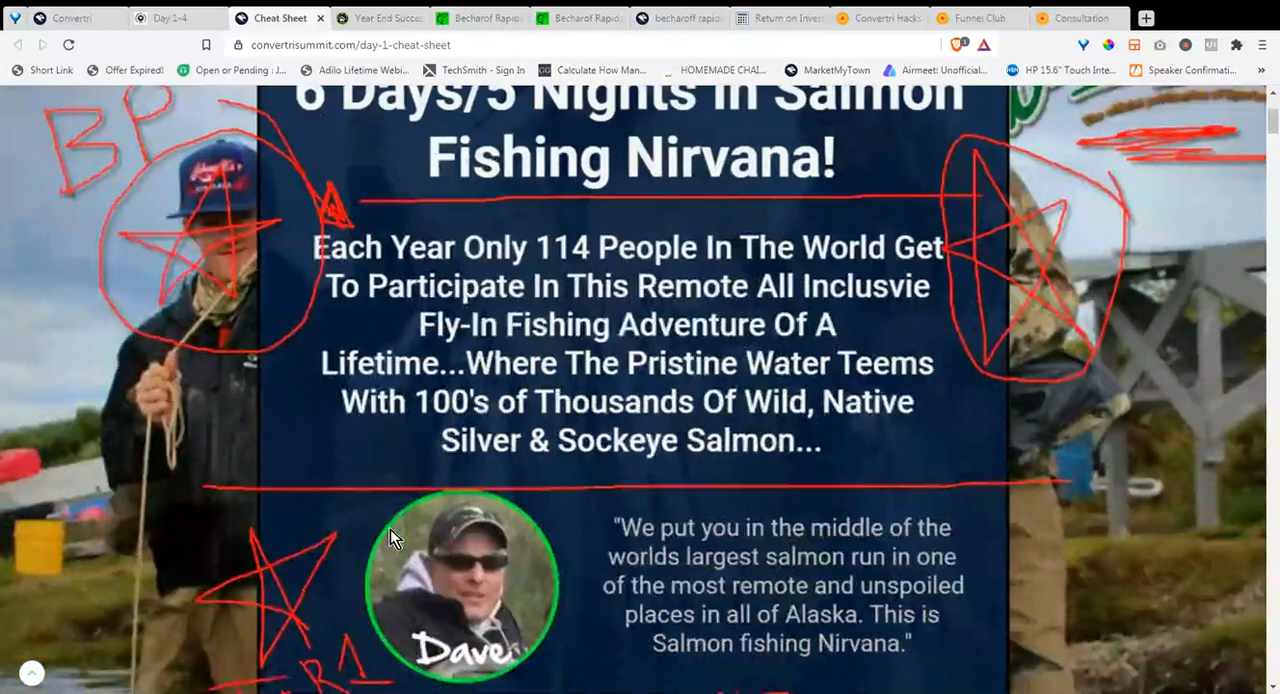 Convertri
Day 1-4
Cheat Sheet
Year End Succes
Becharof Rapids
Becharof Rapids
becharoff rapid
Return on Inves
Convertri Hacks
Funnel Club
Consultation
convertrisummit.com/day-1-cheat-sheet
1
Short Link
Offer Expired!
Open or Pending : J...
Adilo Lifetime Webi...
TechSmith - Sign In
Calculate How Man...
HOMEMADE CHAI...
MarketMyTown
Airmeet: Unofficial...
HP 15.6" Touch Inte...
Speaker Confirmati...
BP
6 Days/5 Nights In Salmon
Fishing Nirvana!
Each Year Only 114 People In The World Get
To Participate In This Remote All Inclusvie
Fly-In Fishing Adventure Of A
Lifetime...Where The Pristine Water Teems
With 100's of Thousands Of Wild, Native
Silver & Sockeye Salmon...
Dave
"We put you in the middle of the
worlds largest salmon run in one
of the most remote and unspoiled
places in all of Alaska. This is
Salmon fishing Nirvana."